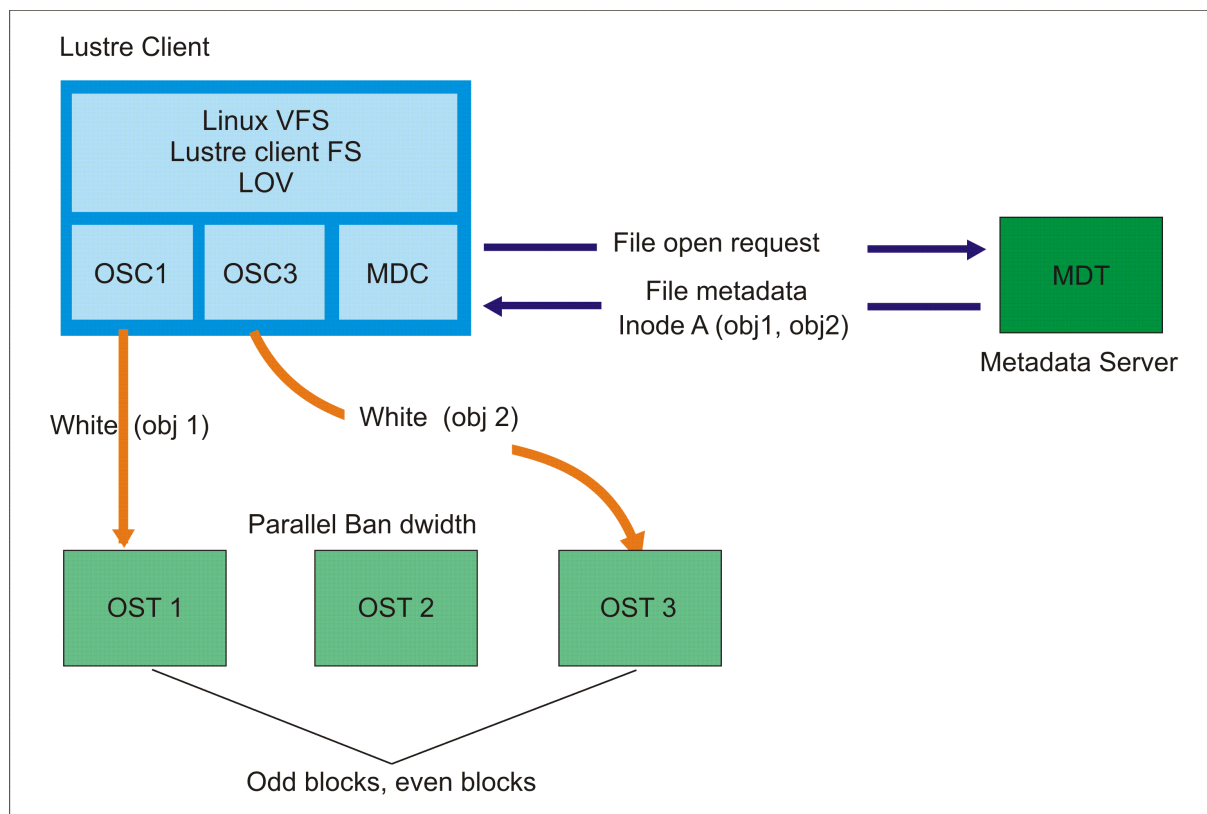 Lustre Client
Linux VFS
Lustre client FS
LOV
OSC1
OSC3
MDC
File open request
File metadata
Inode A (obj1, obj2)
MDT
Metadata Server
White (obj 1)
White (obj 2)
Parallel Ban dwidth
OST 1
OST 2
OST 3
Odd blocks, even blocks